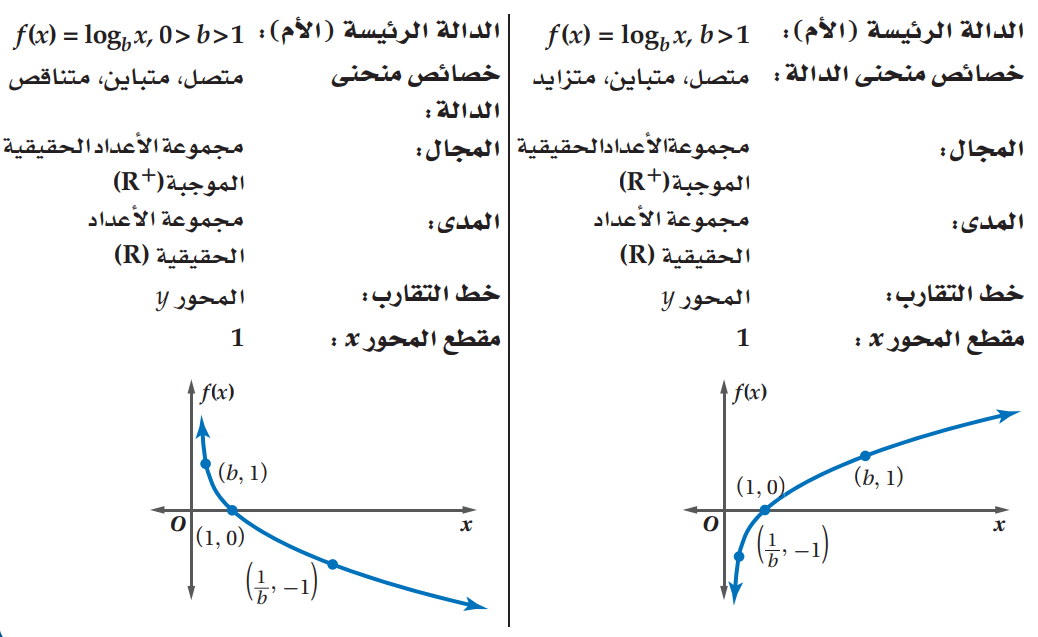 الدالة الرئيسة (الأم): f(x) = log_b x, b>1
خصائص منحنى الدالة: متصل، متباين، متزايد
المجال: مجموعة الأعداد الحقيقية
الموجبة (R⁺)
المدى: مجموعة الأعداد
الحقيقية (R)
خط التقارب: المحور y
مقطع المحور x: 1
f(x)
(b, 1)
(1, 0)
O
x
(1/b, −1)
الدالة الرئيسة (الأم): f(x) = log_b x, 0> b>1
خصائص منحنى متصل، متباين، متناقص
الدالة:
المجال: مجموعة الأعداد الحقيقية
الموجبة (R⁺)
المدى: مجموعة الأعداد
الحقيقية (R)
خط التقارب: المحور y
مقطع المحور x: 1
f(x)
(b, 1)
O
(1, 0)
x
(1/b, −1)